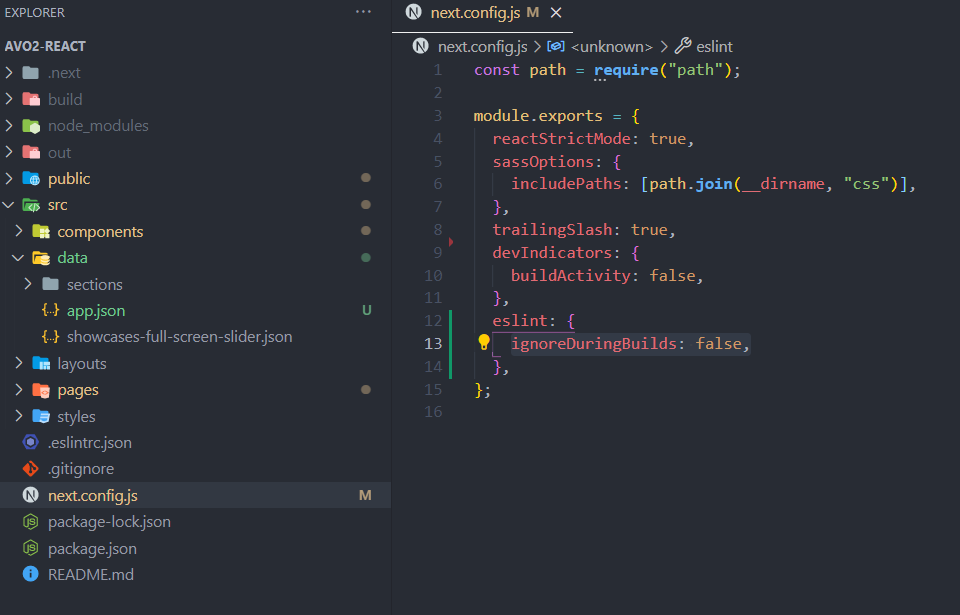 EXPLORER ···
AVO2-REACT
.next
build
node_modules
out
public
src
components
data
sections
app.json U
showcases-full-screen-slider.json
layouts
pages
styles
.eslintrc.json
.gitignore
next.config.js M
package-lock.json
package.json
README.md
next.config.js M
next.config.js > <unknown> > eslint
1 const path = require("path");
2
3 module.exports = {
4 reactStrictMode: true,
5 sassOptions: {
6 includePaths: [path.join(__dirname, "css")],
7 },
8 trailingSlash: true,
9 devIndicators: {
10 buildActivity: false,
11 },
12 eslint: {
13 ignoreDuringBuilds: false,
14 },
15 };
16